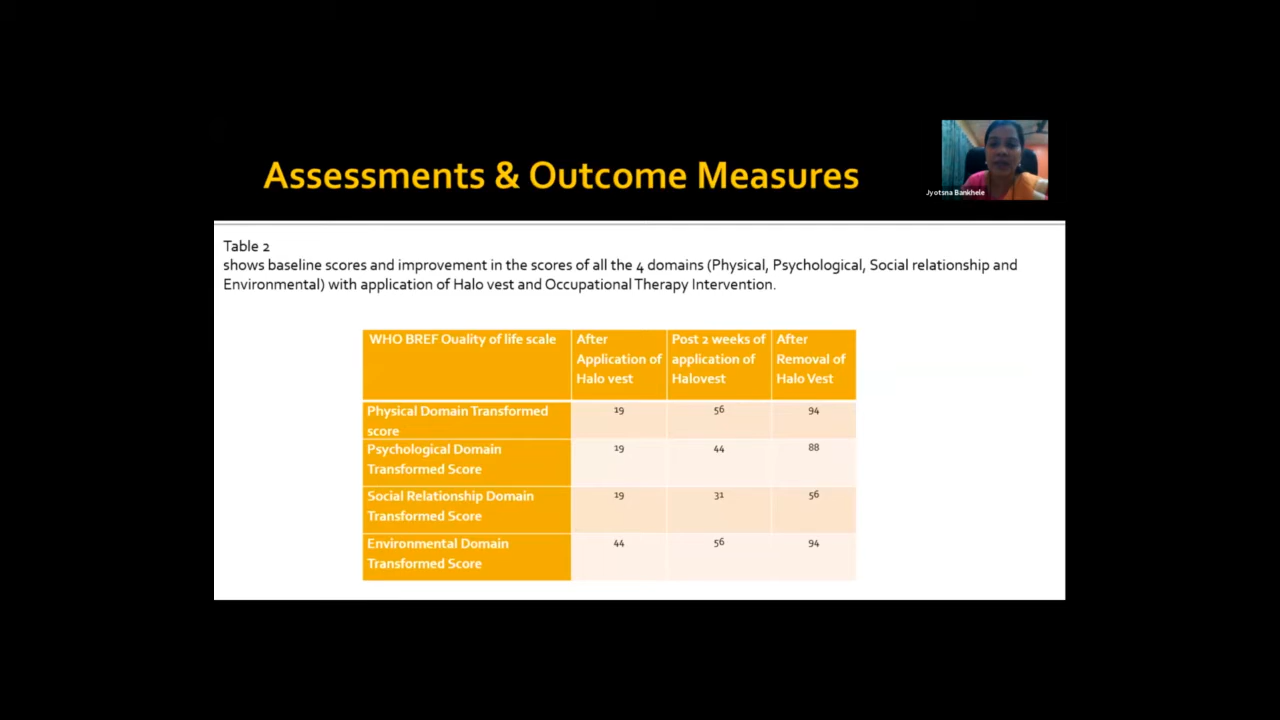 Assessments & Outcome Measures
Jyotsna Bankhele
Table 2
shows baseline scores and improvement in the scores of all the 4 domains (Physical, Psychological, Social relationship and
Environmental) with application of Halo vest and Occupational Therapy Intervention.
WHO BREF Ouality of life scale
After
Application of
Halo vest
Post 2 weeks of
application of
Halovest
After
Removal of
Halo Vest
Physical Domain Transformed
score
19
56
94
Psychological Domain
Transformed Score
19
44
88
Social Relationship Domain
Transformed Score
19
31
56
Environmental Domain
Transformed Score
44
56
94